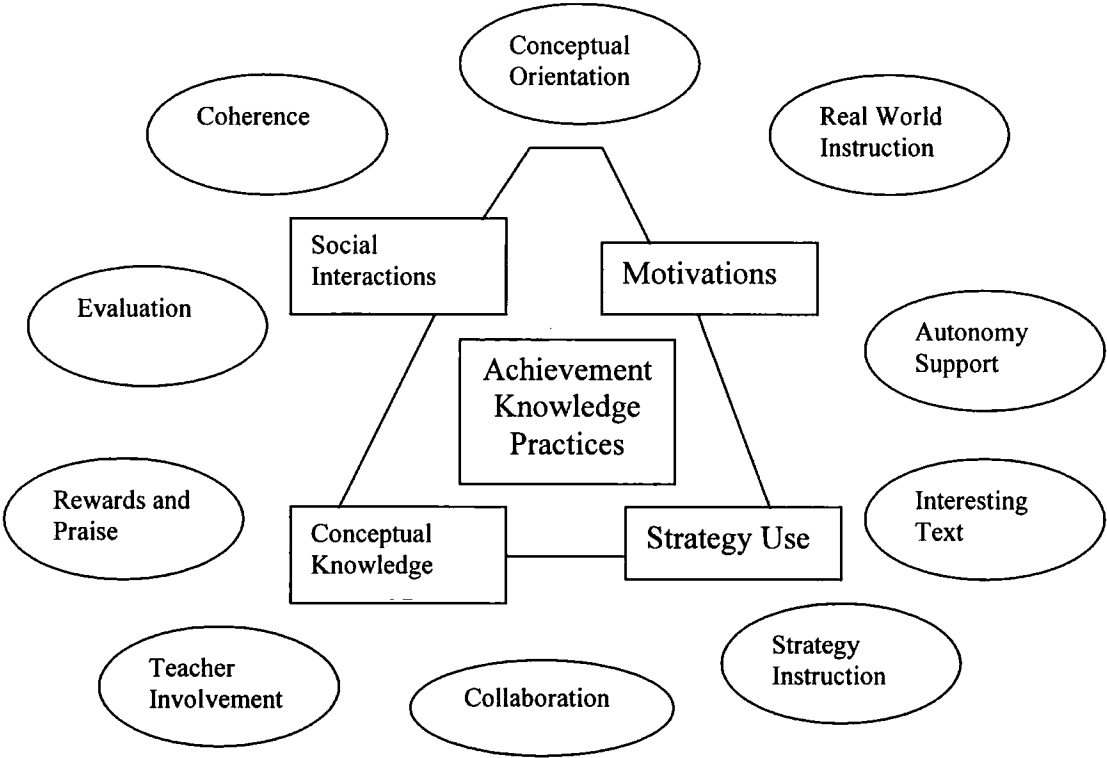 Conceptual
Orientation
Coherence
Real World
Instruction
Social
Interactions
Motivations
Evaluation
Autonomy
Support
Achievement
Knowledge
Practices
Rewards and
Praise
Conceptual
Knowledge
Strategy Use
Interesting
Text
Teacher
Involvement
Collaboration
Strategy
Instruction